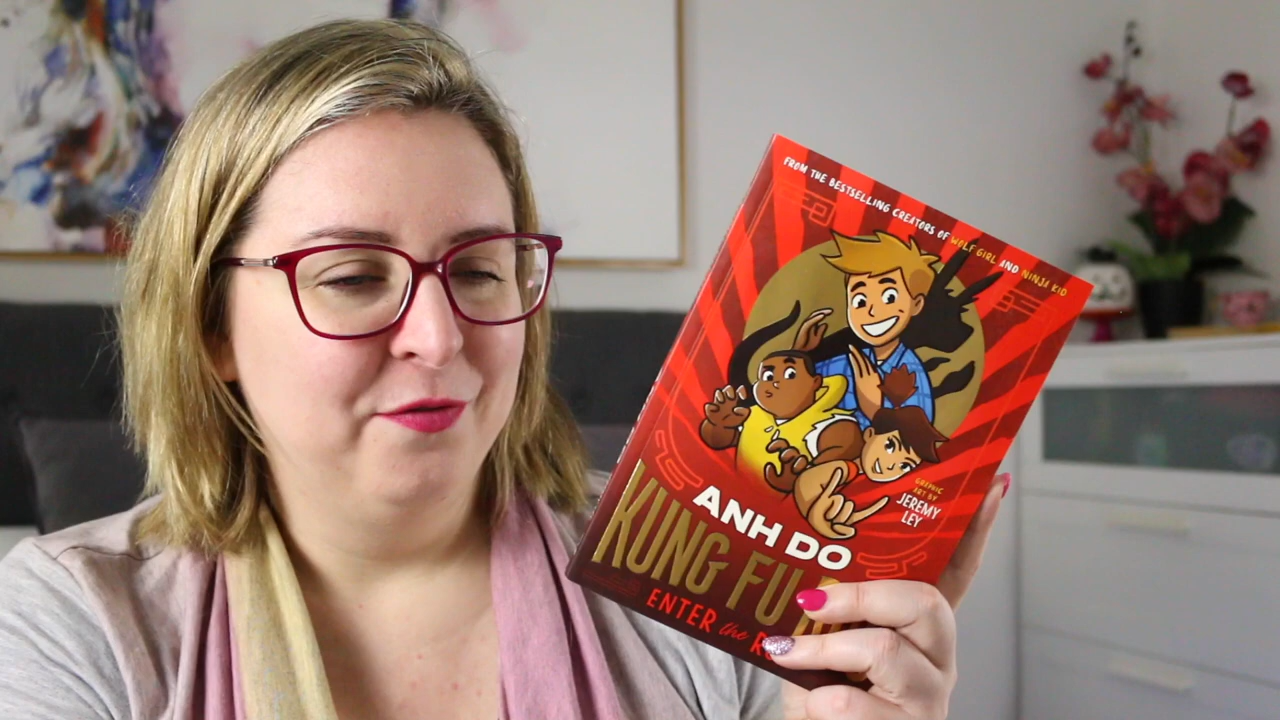 FROM THE BESTSELLING CREATORS OF WOLF GIRL AND NINJA KID
GRAPHIC
ART BY
JEREMY
LEY
ANH DO
KUNG FU
ENTER the